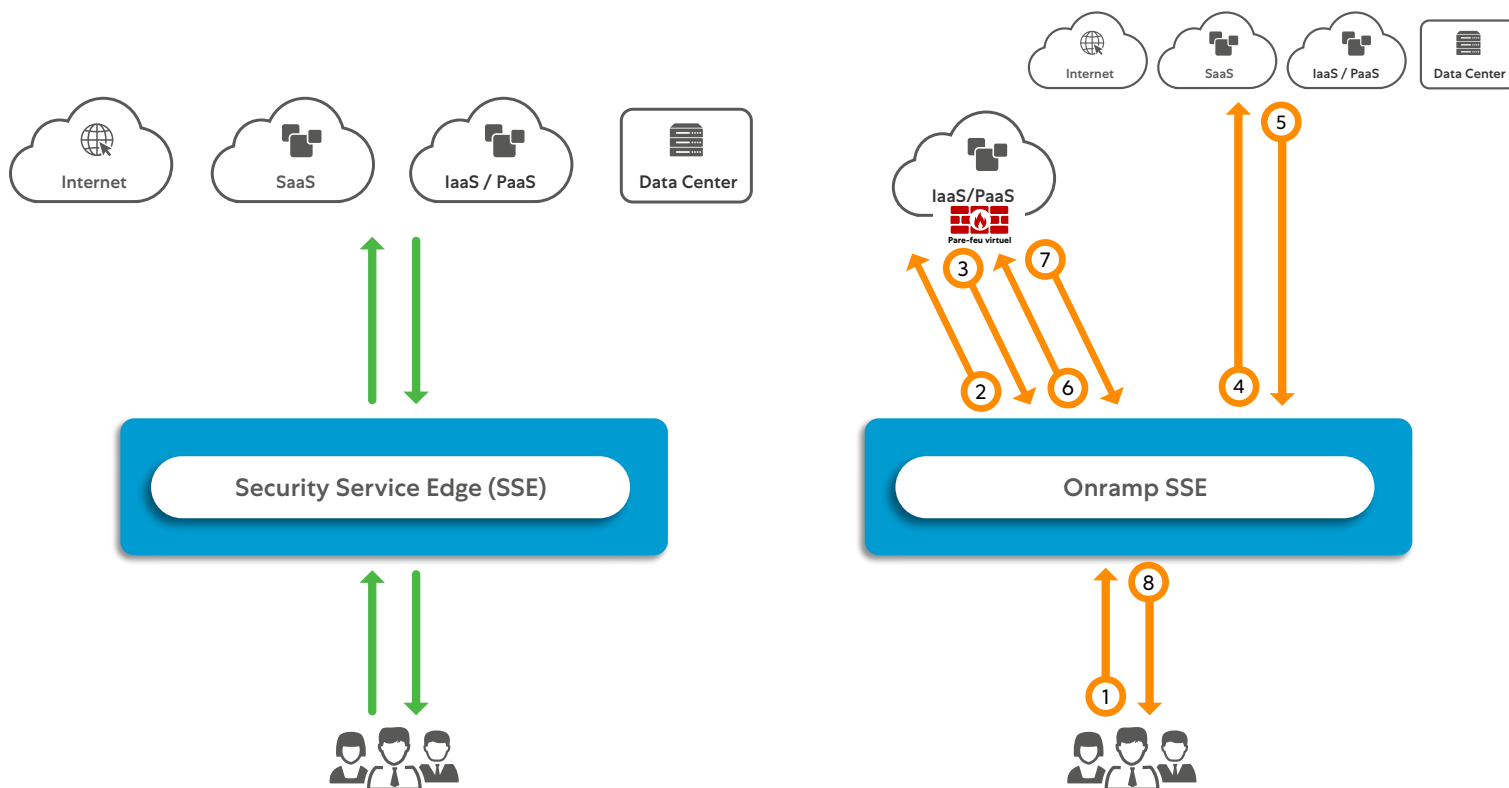 Internet
SaaS
IaaS / PaaS
Data Center
Security Service Edge (SSE)
Internet
SaaS
IaaS / PaaS
Data Center
IaaS/PaaS
Pare-feu virtuel
5
3
7
2
6
4
Onramp SSE
8
1